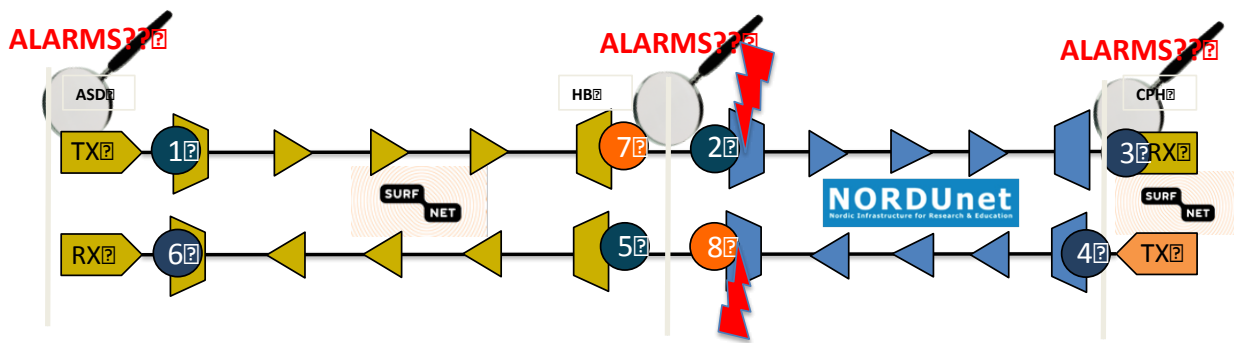 ALARMS???
ALARMS???
ALARMS???
ASD
HB
CPH
TX
1
7
2
3
RX
SURF
NET
NORDUnet
Nordic Infrastructure for Research & Education
SURF
NET
RX
6
5
8
4
TX